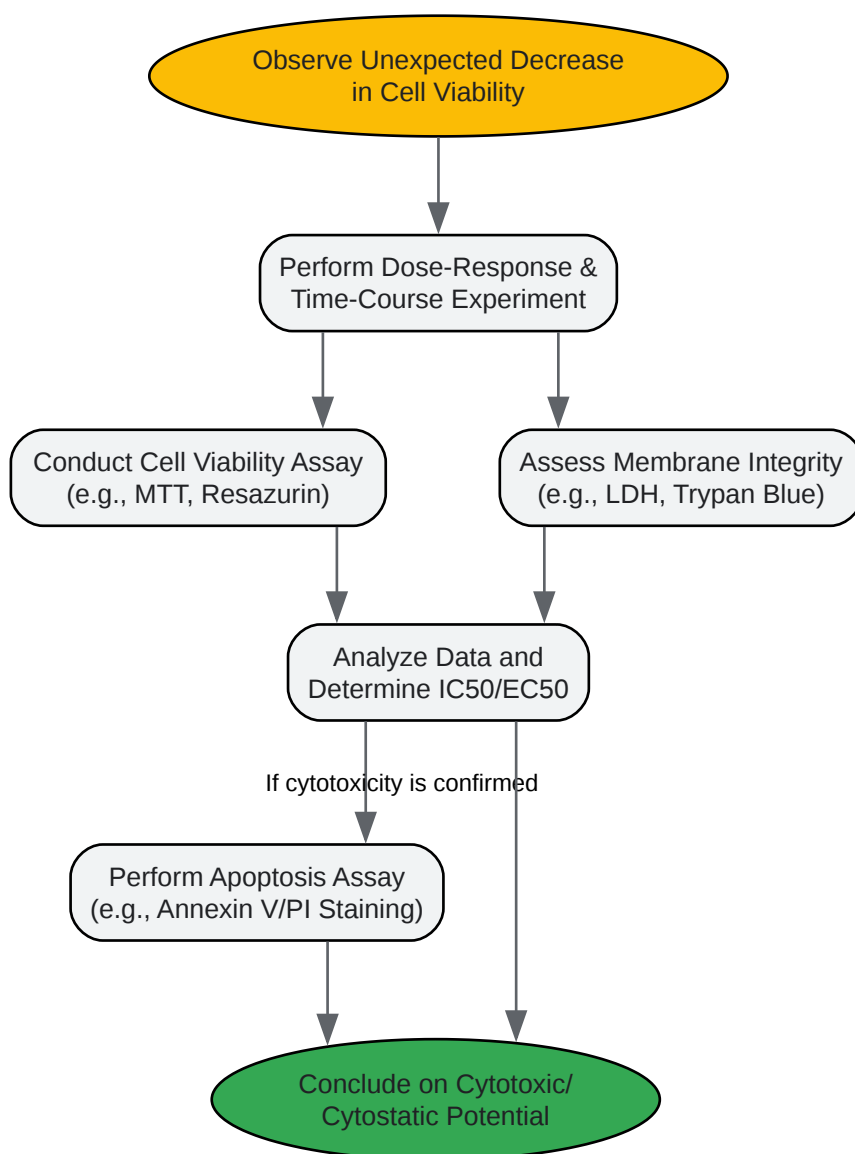 Observe Unexpected Decrease
in Cell Viability
Perform Dose-Response &
Time-Course Experiment
Conduct Cell Viability Assay
(e.g., MTT, Resazurin)
Assess Membrane Integrity
(e.g., LDH, Trypan Blue)
Analyze Data and
Determine IC50/EC50
If cytotoxicity is confirmed
Perform Apoptosis Assay
(e.g., Annexin V/PI Staining)
Conclude on Cytotoxic/
Cytostatic Potential